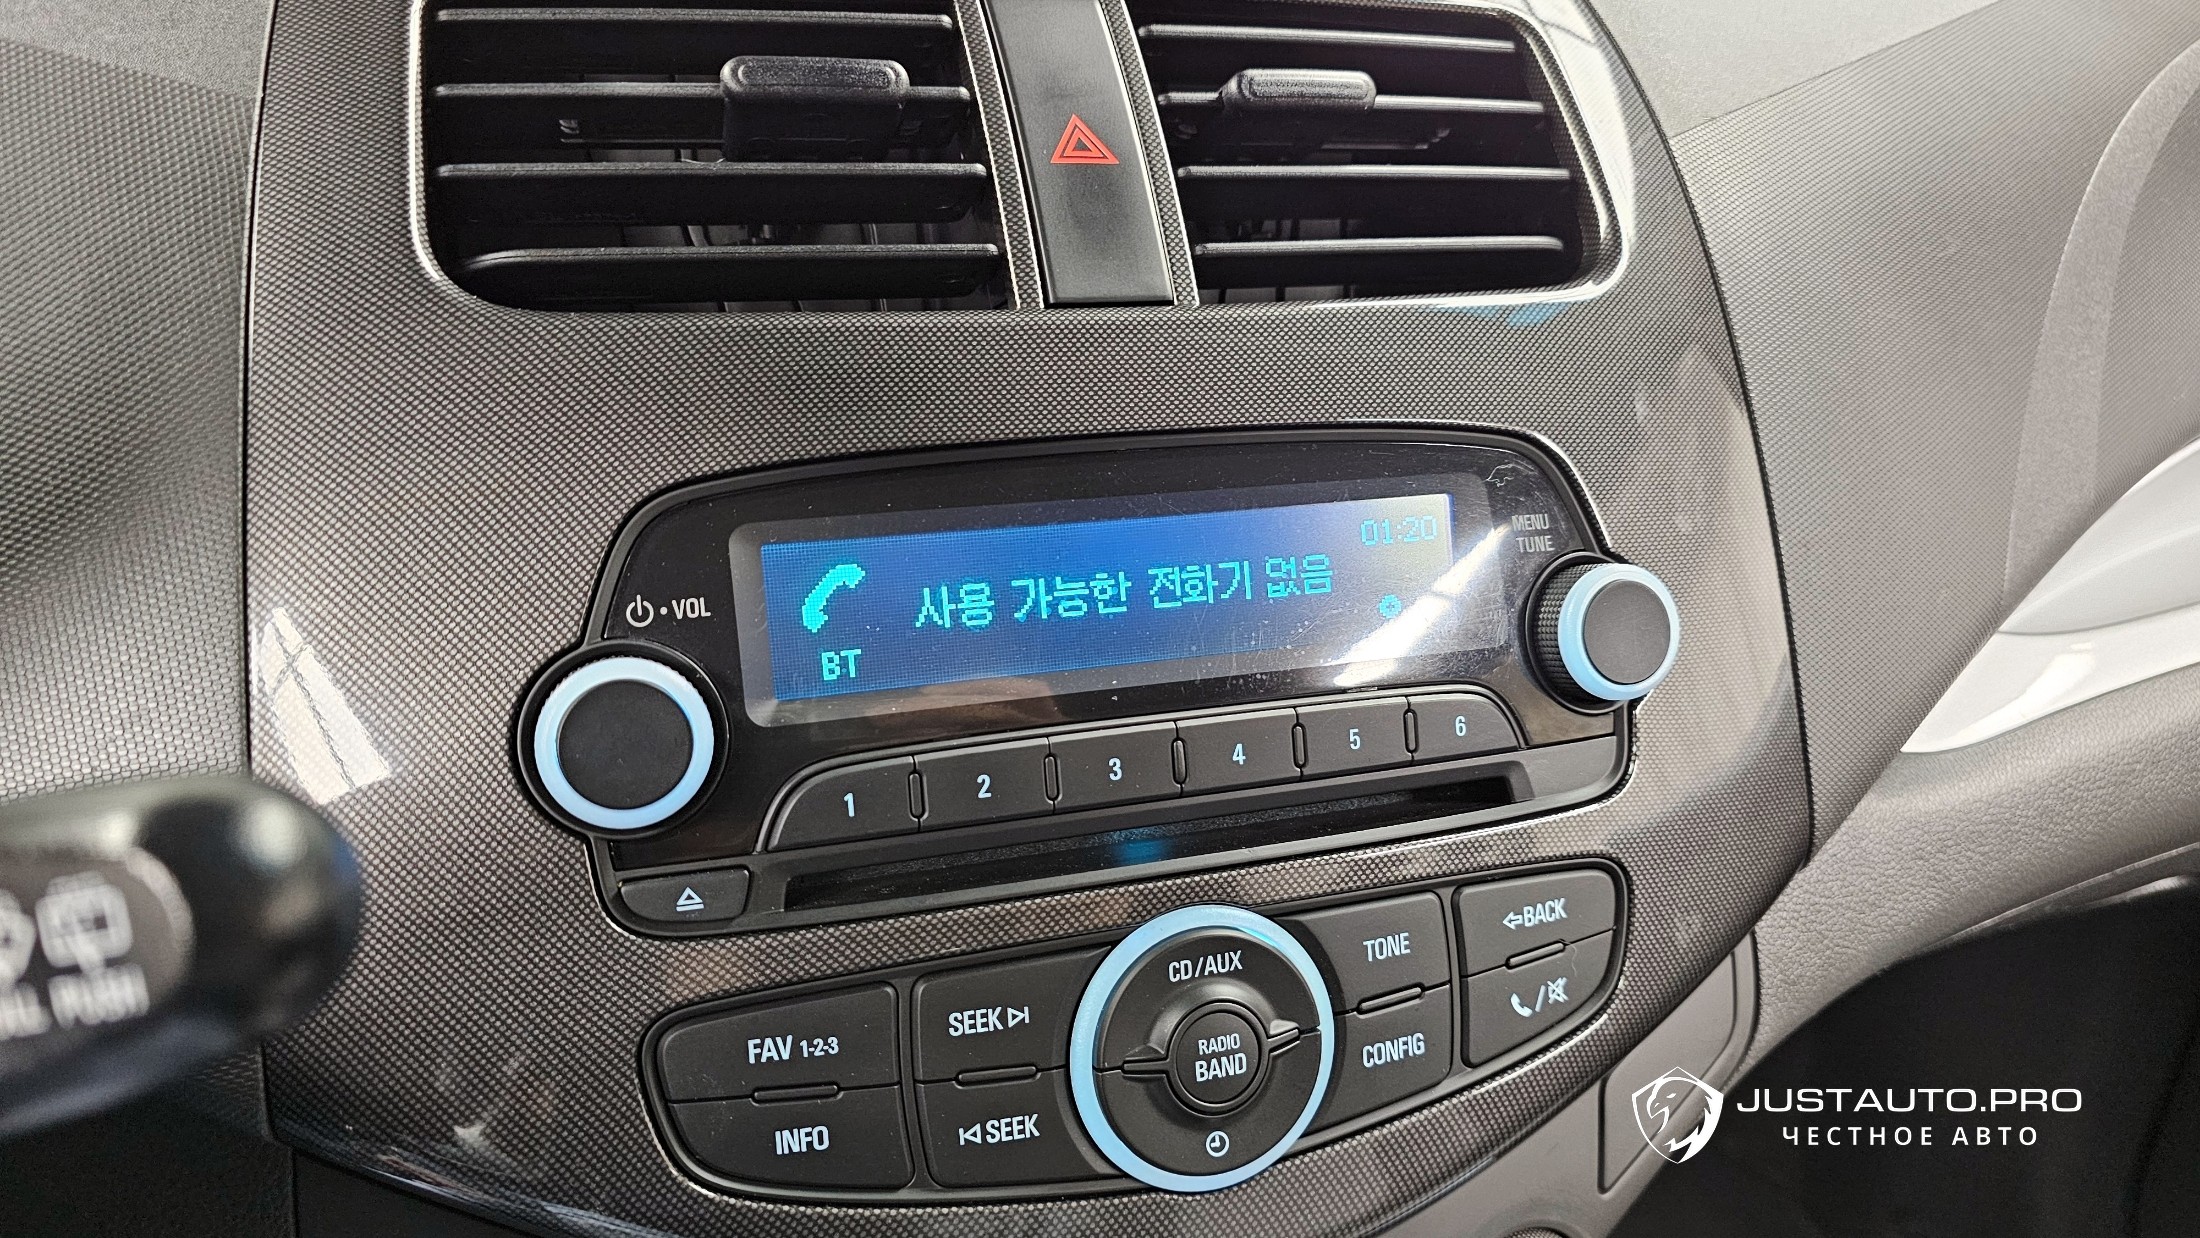 01:20
사용 가능한 전화기 없음
BT
VOL
MENU
TUNE
1 2 3 4 5 6
FAV 1-2-3
INFO
SEEK
SEEK
CD/AUX
RADIO
BAND
TONE
CONFIG
BACK
PUSH
JUSTAUTO.PRO
ЧЕСТНОЕ АВТО